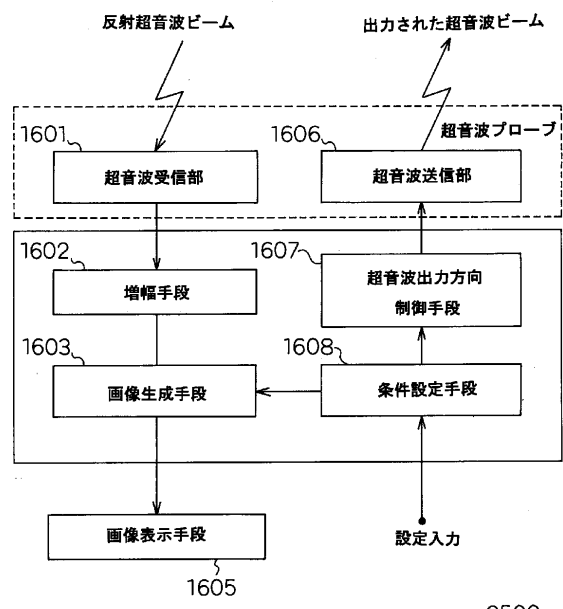 反射超音波ビーム
出力された超音波ビーム
超音波プローブ
1601
超音波受信部
1606
超音波送信部
1602
増幅手段
1607
超音波出力方向
制御手段
1603
画像生成手段
1608
条件設定手段
画像表示手段
1605
設定入力